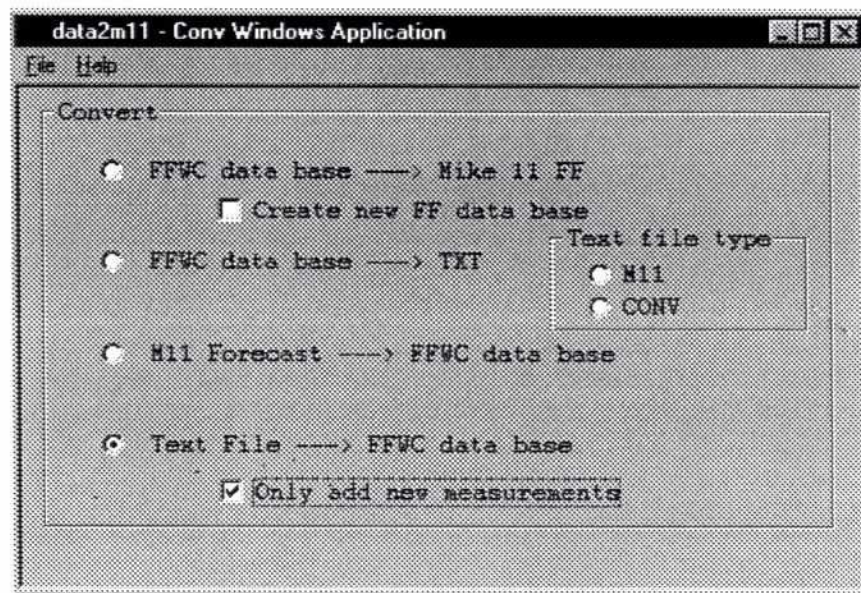 data2m11 - Conv Windows Application
File Help
Convert
FFWC data base ---> Mike 11 FF
Create new FF data base
FFWC data base ---> TXT
Text file type
M11
CONV
M11 Forecast ---> FFWC data base
Text File ---> FFWC data base
Only add new measurements